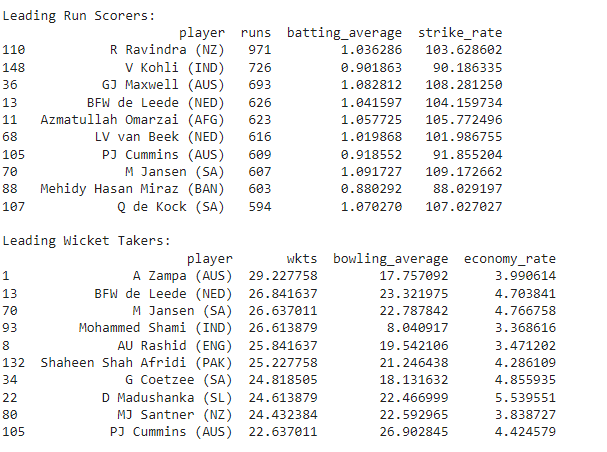 Leading Run Scorers:
player runs batting_average strike_rate
110 R Ravindra (NZ) 971 1.036286 103.628602
148 V Kohli (IND) 726 0.901863 90.186335
36 GJ Maxwell (AUS) 693 1.082812 108.281250
13 BFW de Leede (NED) 626 1.041597 104.159734
11 Azmatullah Omarzai (AFG) 623 1.057725 105.772496
68 LV van Beek (NED) 616 1.019868 101.986755
105 PJ Cummins (AUS) 609 0.918552 91.855204
70 M Jansen (SA) 607 1.091727 109.172662
88 Mehidy Hasan Miraz (BAN) 603 0.880292 88.029197
107 Q de Kock (SA) 594 1.070270 107.027027
Leading Wicket Takers:
player wkts bowling_average economy_rate
1 A Zampa (AUS) 29.227758 17.757092 3.990614
13 BFW de Leede (NED) 26.841637 23.321975 4.703841
70 M Jansen (SA) 26.637011 22.787842 4.766758
93 Mohammed Shami (IND) 26.613879 8.040917 3.368616
8 AU Rashid (ENG) 25.841637 19.542106 3.471202
132 Shaheen Shah Afridi (PAK) 25.227758 21.246438 4.286109
34 G Coetzee (SA) 24.818505 18.131632 4.855935
22 D Madushanka (SL) 24.613879 22.466999 5.539551
80 MJ Santner (NZ) 24.432384 22.592965 3.838727
105 PJ Cummins (AUS) 22.637011 26.902845 4.424579